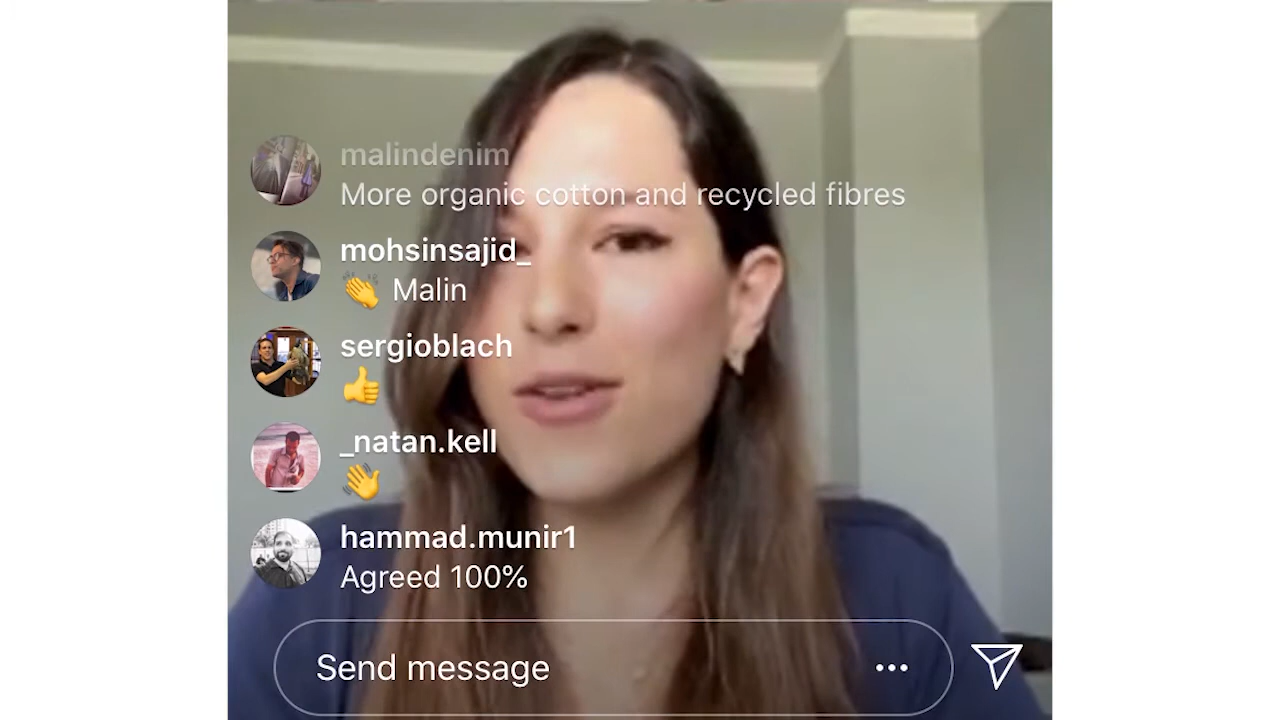 malindenim
More organic cotton and recycled fibres
mohsinsajid_
👏 Malin
sergioblach
👍
_natan.kell
👋
hammad.munir1
Agreed 100%
Send message